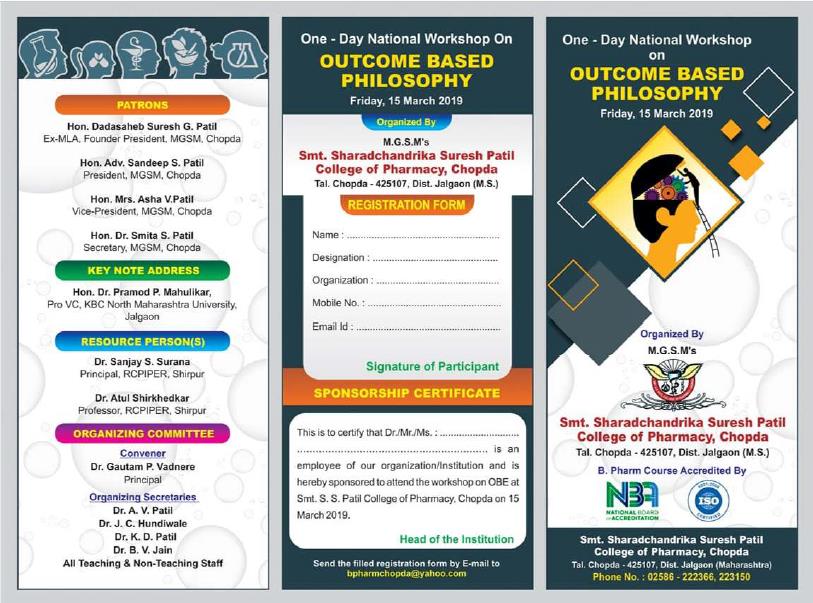 PATRONS
Hon. Dadasaheb Suresh G. Patil
Ex-MLA, Founder President, MGSM, Chopda
Hon. Adv. Sandeep S. Patil
President, MGSM, Chopda
Hon. Mrs. Asha V.Patil
Vice-President, MGSM, Chopda
Hon. Dr. Smita S. Patil
Secretary, MGSM, Chopda
KEY NOTE ADDRESS
Hon. Dr. Pramod P. Mahulikar,
Pro VC, KBC North Maharashtra University,
Jalgaon
RESOURCE PERSON(S)
Dr. Sanjay S. Surana
Principal, RCPIPER, Shirpur
Dr. Atul Shirkhedkar
Professor, RCPIPER, Shirpur
ORGANIZING COMMITTEE
Convener
Dr. Gautam P. Vadnere
Principal
Organizing Secretaries
Dr. A. V. Patil
Dr. J. C. Hundiwale
Dr. K. D. Patil
Dr. B. V. Jain
All Teaching & Non-Teaching Staff
One - Day National Workshop On
OUTCOME BASED
PHILOSOPHY
Friday, 15 March 2019
Organized By
M.G.S.M's
Smt. Sharadchandrika Suresh Patil
College of Pharmacy, Chopda
Tal. Chopda - 425107, Dist. Jalgaon (M.S.)
REGISTRATION FORM
Name : ........................................................
Designation : ..............................................
Organization : .............................................
Mobile No. : ................................................
Email Id : ....................................................
Signature of Participant
SPONSORSHIP CERTIFICATE
This is to certify that Dr./Mr./Ms. : ............................
.................................................................... is an
employee of our organization/Institution and is
hereby sponsored to attend the workshop on OBE at
Smt. S. S. Patil College of Pharmacy, Chopda on 15
March 2019.
Head of the Institution
Send the filled registration form by E-mail to
bpharmchopda@yahoo.com
One - Day National Workshop
on
OUTCOME BASED
PHILOSOPHY
Friday, 15 March 2019
Organized By
M.G.S.M's
Smt. Sharadchandrika Suresh Patil
College of Pharmacy, Chopda
Tal. Chopda - 425107, Dist. Jalgaon (M.S.)
B. Pharm Course Accredited By
NBA
NATIONAL BOARD
of ACCREDITATION
ISO
CERTIFIED
Smt. Sharadchandrika Suresh Patil
College of Pharmacy, Chopda
Tal. Chopda - 425107, Dist. Jalgaon (Maharashtra)
Phone No. : 02586 - 222366, 223150